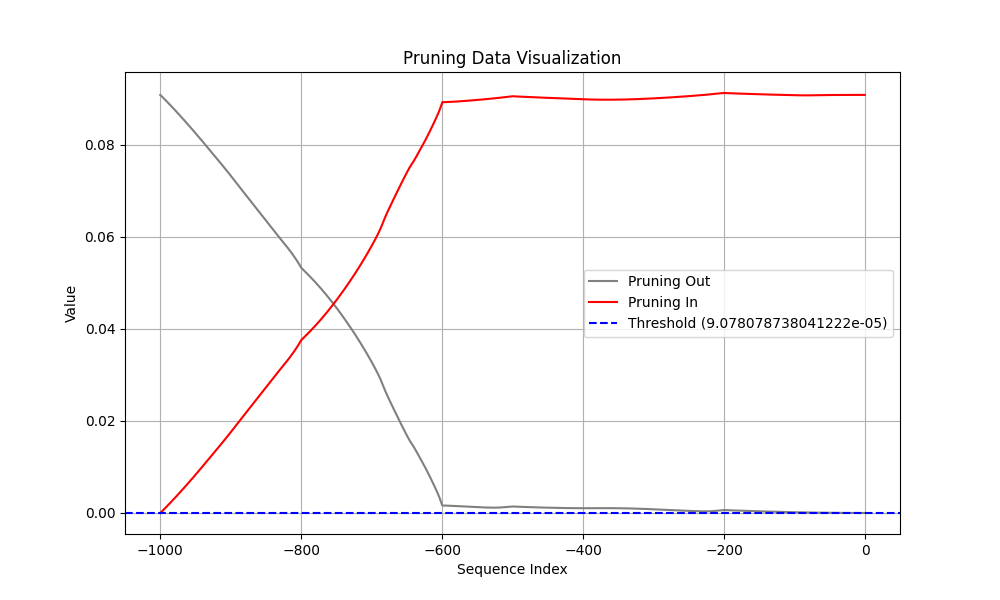 Pruning Data Visualization
Value
0.08
0.06
0.04
0.02
0.00
Pruning Out
Pruning In
Threshold (9.078078738041222e-05)
−1000
−800
−600
−400
−200
0
Sequence Index